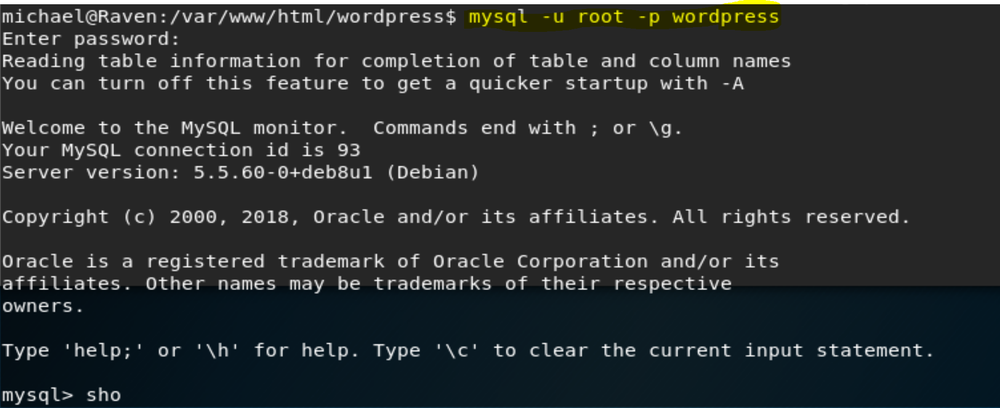 michael@Raven:/var/www/html/wordpress$ mysql -u root -p wordpress
Enter password:
Reading table information for completion of table and column names
You can turn off this feature to get a quicker startup with -A
Welcome to the MySQL monitor.  Commands end with ; or \g.
Your MySQL connection id is 93
Server version: 5.5.60-0+deb8u1 (Debian)
Copyright (c) 2000, 2018, Oracle and/or its affiliates. All rights reserved.
Oracle is a registered trademark of Oracle Corporation and/or its
affiliates. Other names may be trademarks of their respective
owners.
Type 'help;' or '\h' for help. Type '\c' to clear the current input statement.
mysql> sho